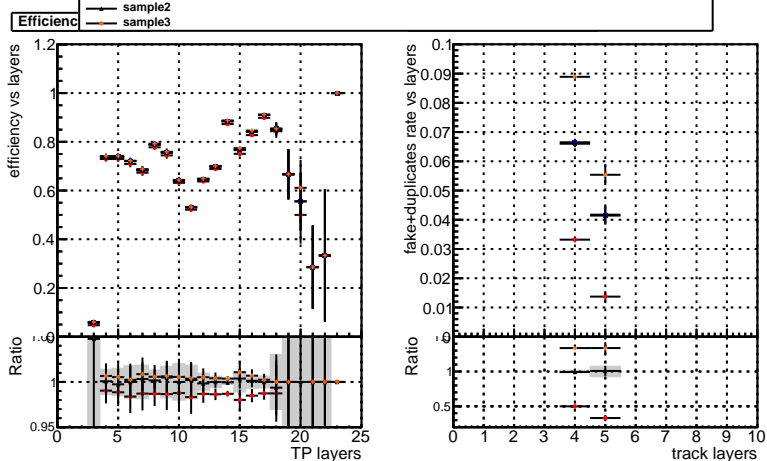 sample2
sample3
Efficienc
efficiency vs layers
1.2
1
0.8
0.6
0.4
0.2
0
Ratio
1
0.95
0 5 10 15 20 25
TP layers
fake+duplicates rate vs layers
0.1
0.09
0.08
0.07
0.06
0.05
0.04
0.03
0.02
0.01
Ratio
1
0.5
0 1 2 3 4 5 6 7 8 9 10
track layers